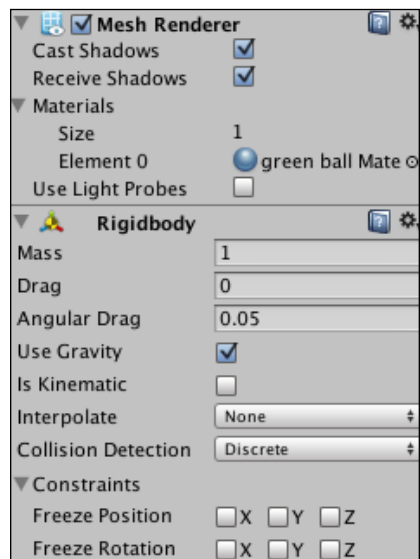 Mesh Renderer
Cast Shadows
Receive Shadows
Materials
Size 1
Element 0 green ball Mate
Use Light Probes
Rigidbody
Mass 1
Drag 0
Angular Drag 0.05
Use Gravity
Is Kinematic
Interpolate None
Collision Detection Discrete
Constraints
Freeze Position X Y Z
Freeze Rotation X Y Z